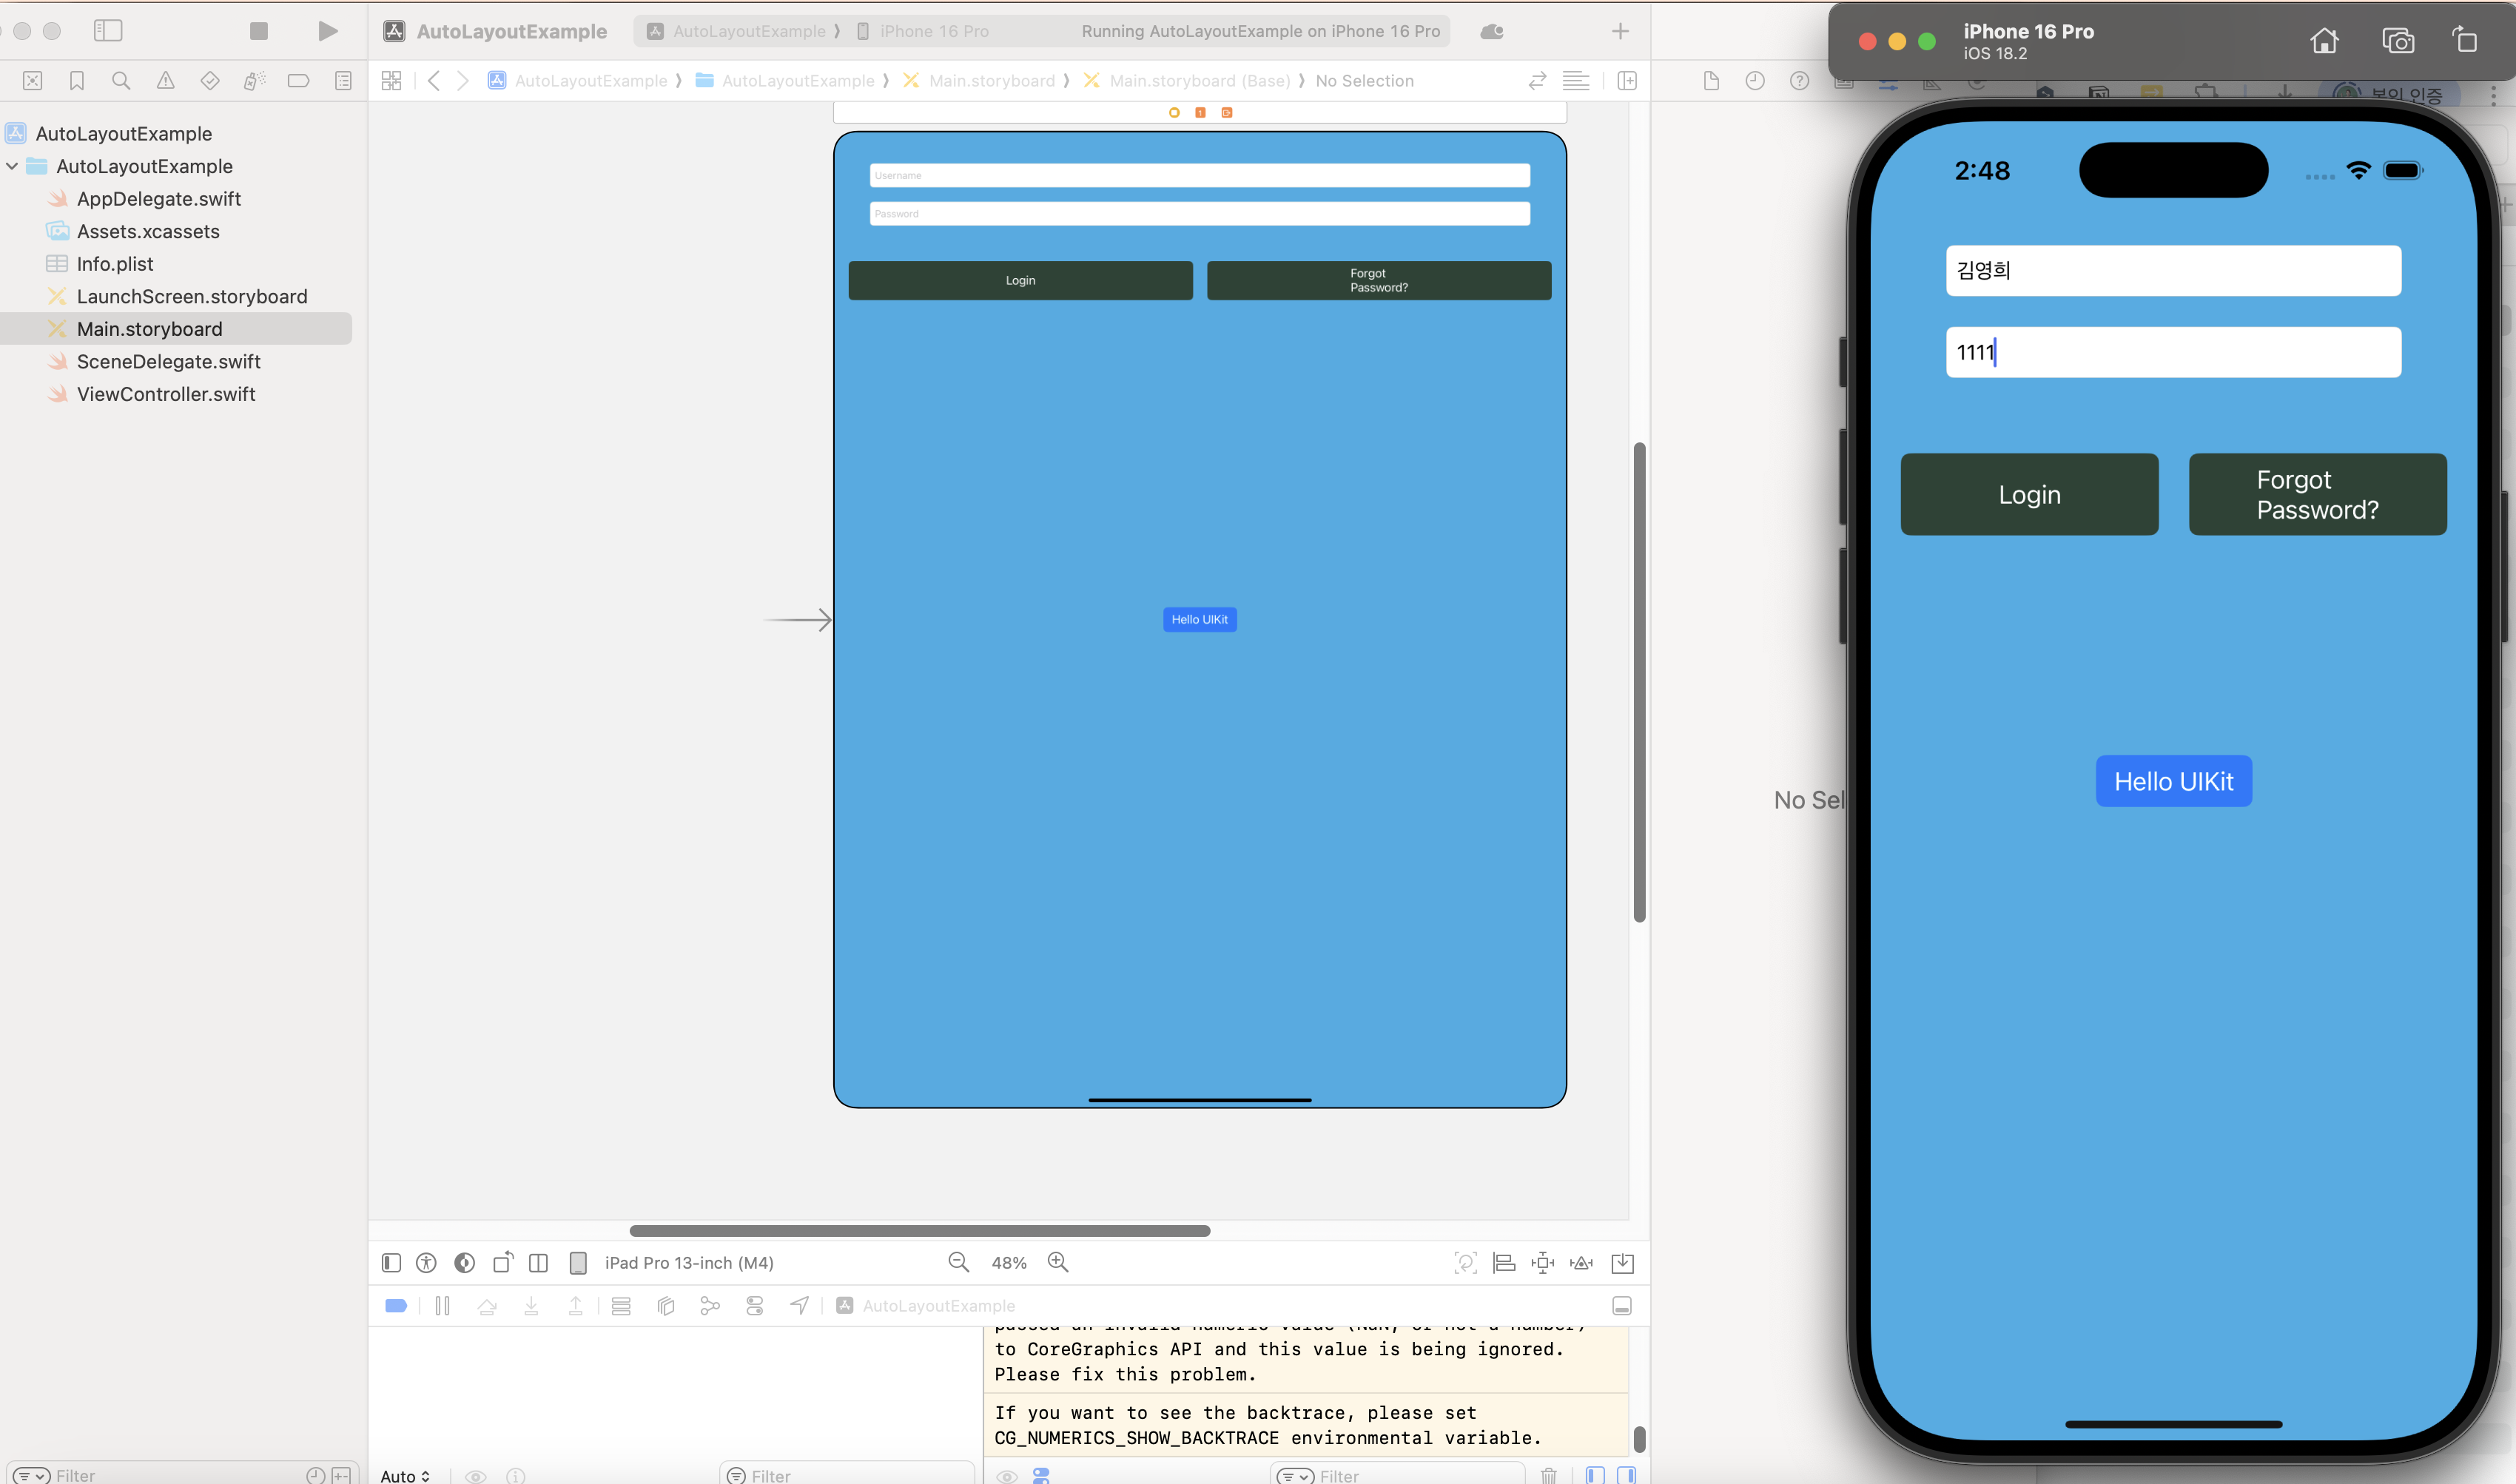 AutoLayoutExample
AutoLayoutExample
iPhone 16 Pro
Running AutoLayoutExample on iPhone 16 Pro
AutoLayoutExample
AutoLayoutExample
Main.storyboard
Main.storyboard (Base)
No Selection
AutoLayoutExample
AutoLayoutExample
AppDelegate.swift
Assets.xcassets
Info.plist
LaunchScreen.storyboard
Main.storyboard
SceneDelegate.swift
ViewController.swift
Filter
Username
Password
Login
Forgot
Password?
Hello UIKit
iPad Pro 13-inch (M4)
48%
AutoLayoutExample
to CoreGraphics API and this value is being ignored.
Please fix this problem.
If you want to see the backtrace, please set
CG_NUMERICS_SHOW_BACKTRACE environmental variable.
Auto
Filter
Filter
No Sel
iPhone 16 Pro
iOS 18.2
본인 인증
2:48
김영희
1111
Login
Forgot
Password?
Hello UIKit